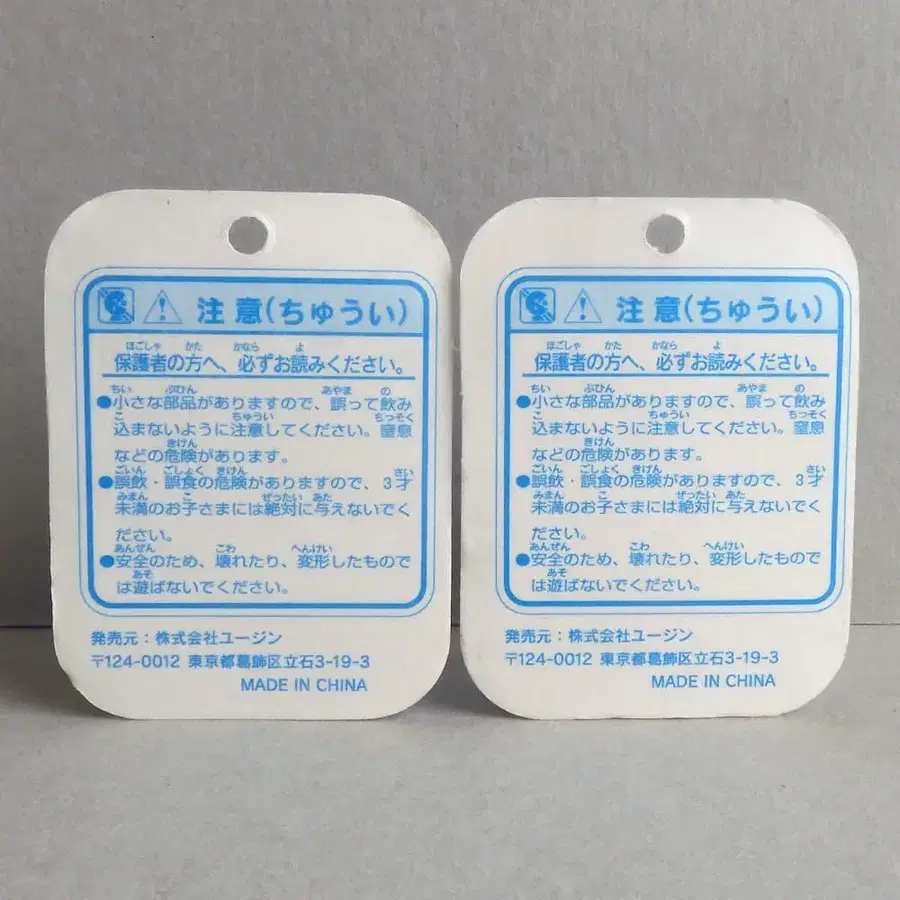 注意(ちゅうい)
保護者の方へ、必ずお読みください。
●小さな部品がありますので、誤って飲み
込まないように注意してください。窒息
などの危険があります。
●誤飲・誤食の危険がありますので、3才
未満のお子さまには絶対に与えないでく
ださい。
●安全のため、壊れたり、変形したもので
は遊ばないでください。
発売元:株式会社ユージン
〒124-0012 東京都葛飾区立石3-19-3
MADE IN CHINA
注意(ちゅうい)
保護者の方へ、必ずお読みください。
●小さな部品がありますので、誤って飲み
込まないように注意してください。窒息
などの危険があります。
●誤飲・誤食の危険がありますので、3才
未満のお子さまには絶対に与えないでく
ださい。
●安全のため、壊れたり、変形したもので
は遊ばないでください。
発売元:株式会社ユージン
〒124-0012 東京都葛飾区立石3-19-3
MADE IN CHINA